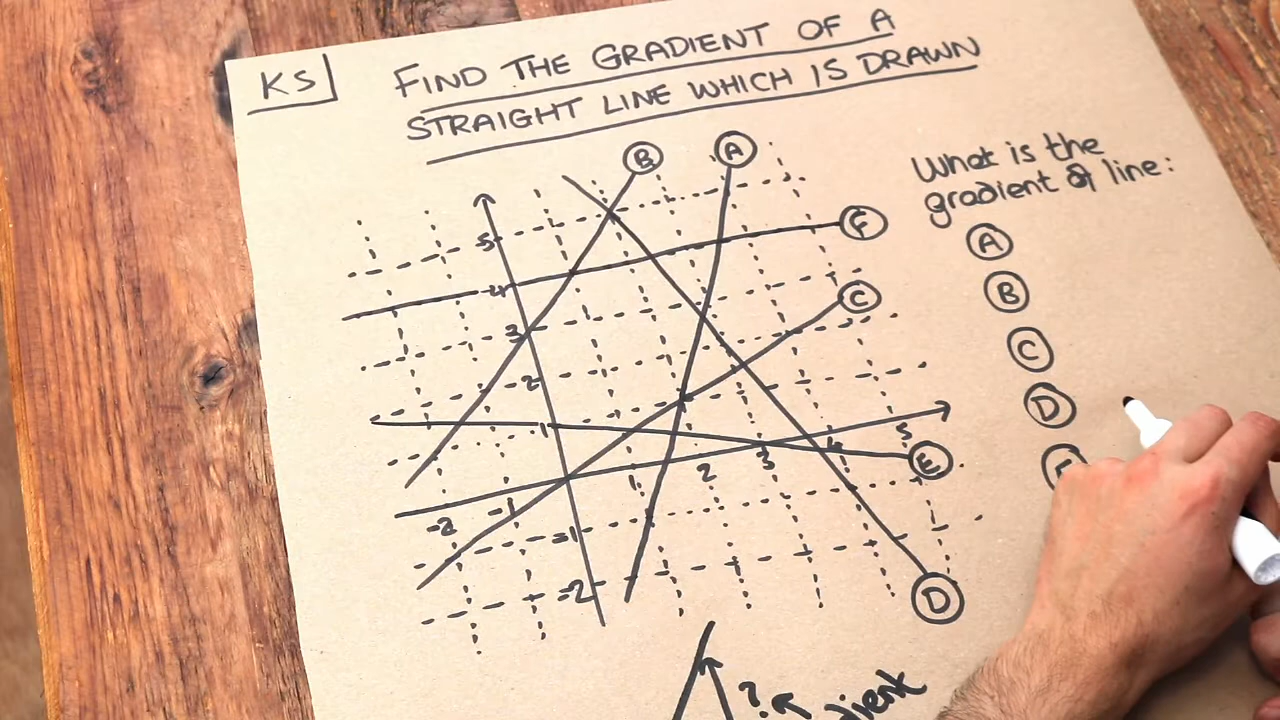 KS
FIND THE GRADIENT OF A
STRAIGHT LINE WHICH IS DRAWN
B
A
What is the
gradient of line:
F
5
A
4
C
B
3
C
2
D
1
5
4
3
E
2
1
-2
-1
-1
-2
D
?